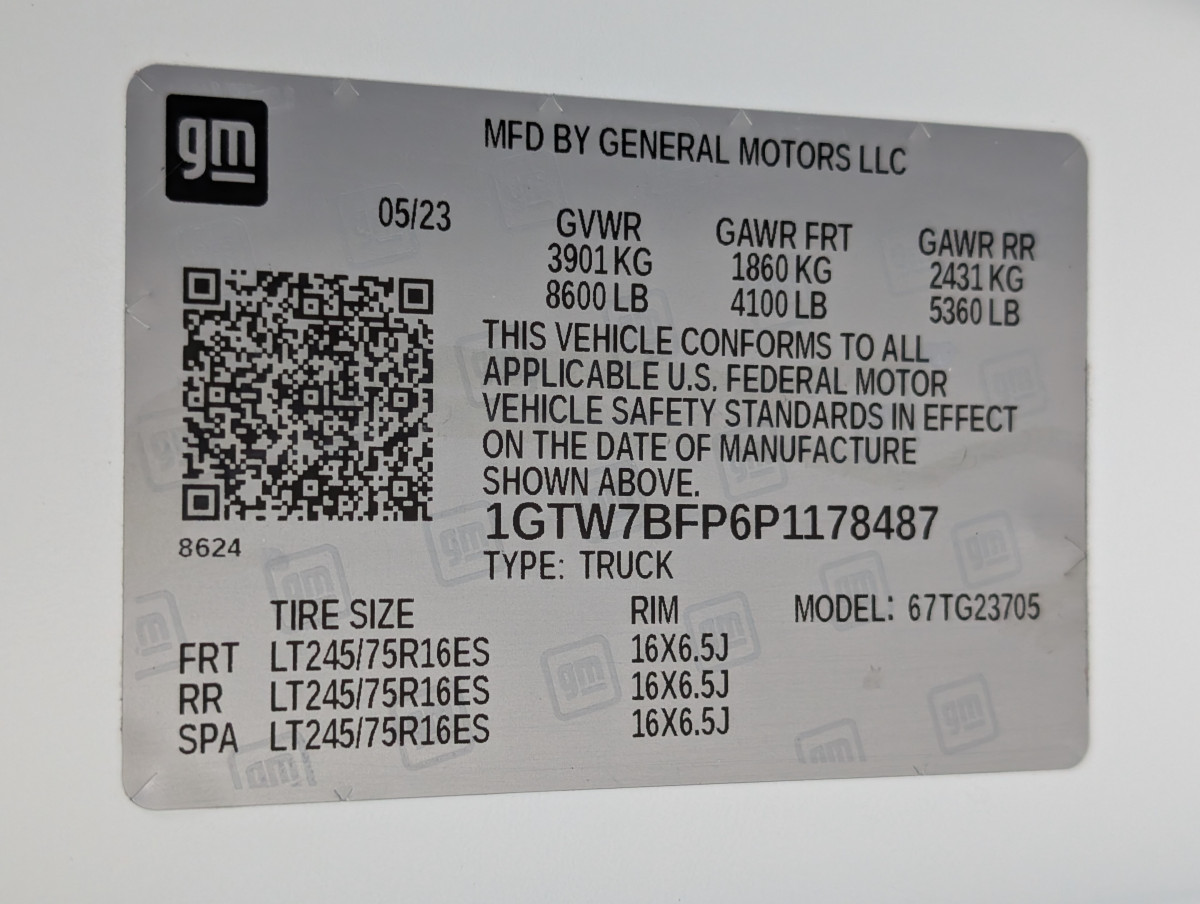 gm
MFD BY GENERAL MOTORS LLC
05/23 GVWR GAWR FRT GAWR RR
3901 KG 1860 KG 2431 KG
8600 LB 4100 LB 5360 LB
THIS VEHICLE CONFORMS TO ALL
APPLICABLE U.S. FEDERAL MOTOR
VEHICLE SAFETY STANDARDS IN EFFECT
ON THE DATE OF MANUFACTURE
SHOWN ABOVE.
1GTW7BFP6P1178487
8624
TYPE: TRUCK
TIRE SIZE RIM MODEL: 67TG23705
FRT LT245/75R16ES 16X6.5J
RR LT245/75R16ES 16X6.5J
SPA LT245/75R16ES 16X6.5J